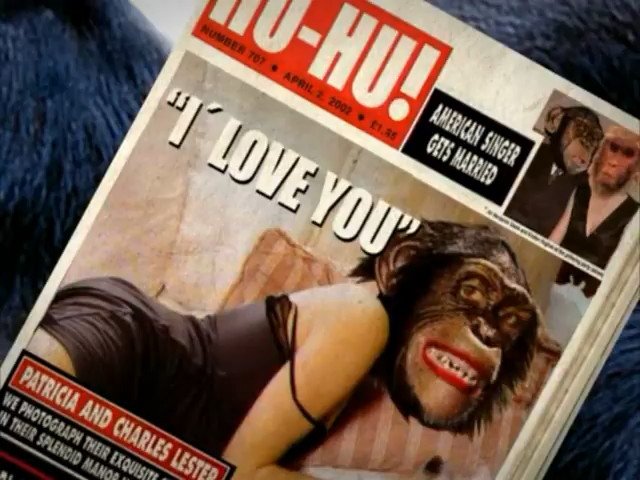 HU-HU!
NUMBER 707 • APRIL 2, 2002 • £1.95
AMERICAN SINGER
GETS MARRIED
"I´LOVE YOU"
PATRICIA AND CHARLES LESTER
WE PHOTOGRAPH THEIR EXQUISITE
IN THEIR SPLENDID MANOR